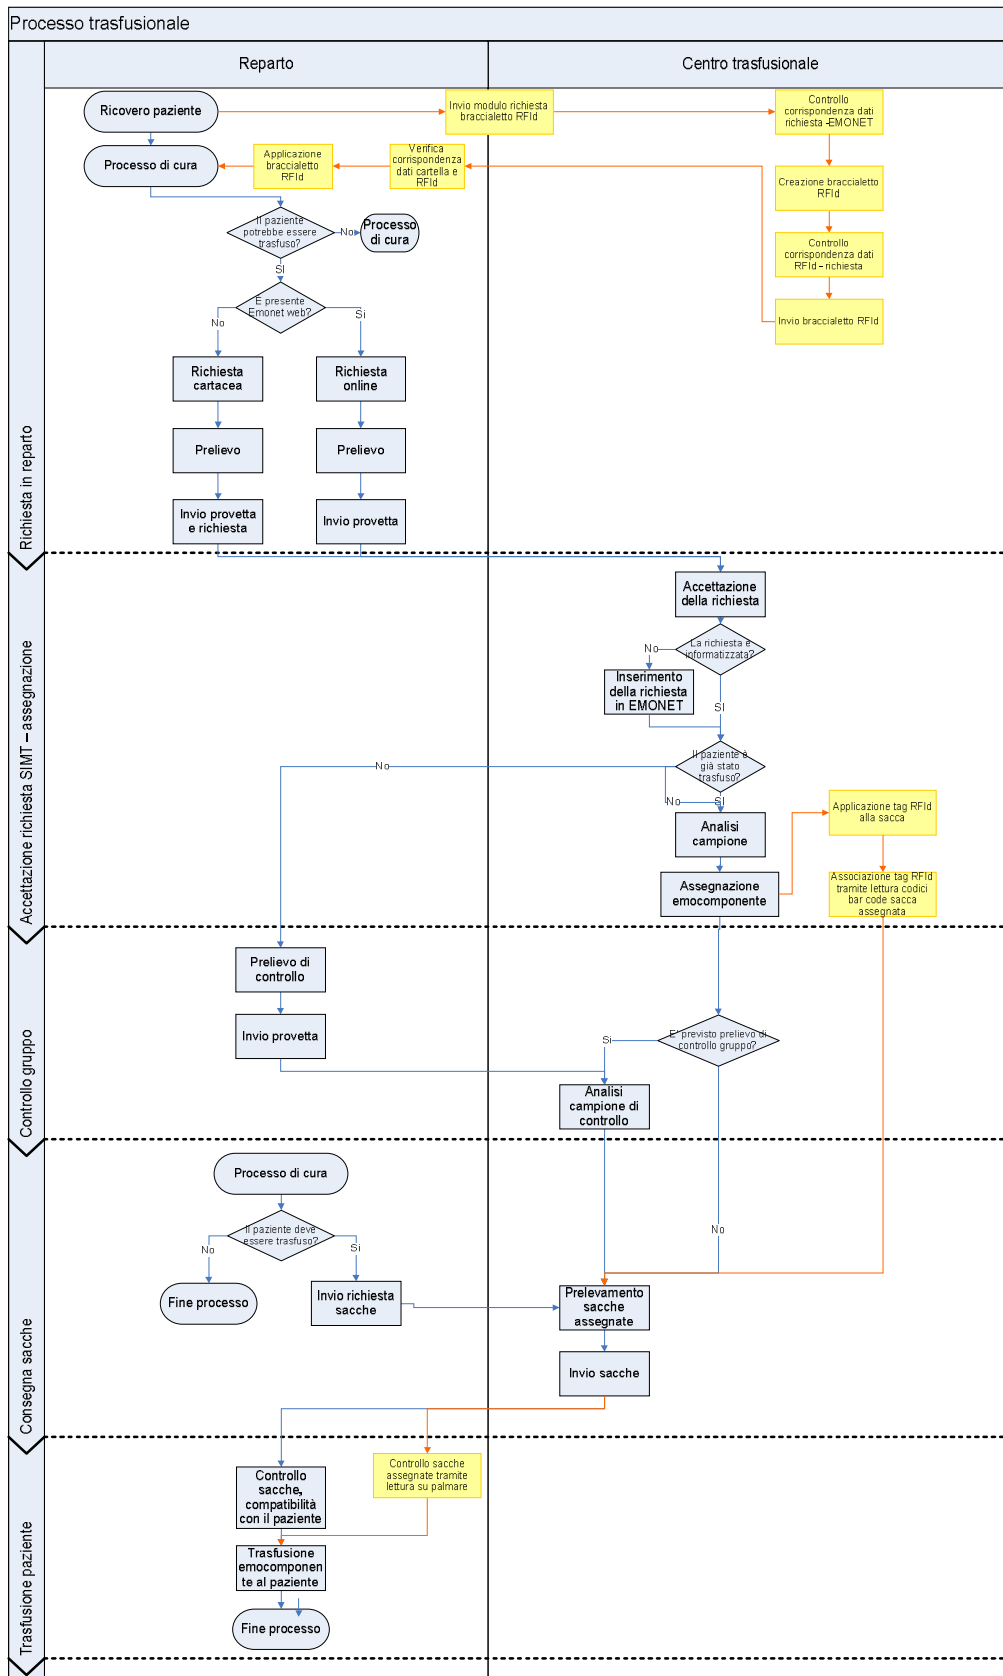 Processo trasfusionale
Reparto
Centro trasfusionale
Richiesta in reparto
Ricovero paziente
Invio modulo richiesta
braccialetto RFId
Controllo
corrispondenza dati
richiesta -EMONET
Processo di cura
Applicazione
braccialetto
RFId
Verifica
corrispondenza
dati cartella e
RFId
Creazione braccialetto
RFId
Il paziente
potrebbe essere
trasfuso?
No
Processo
di cura
Controllo
corrispondenza dati
RFId – richiesta
SI
È presente
Emonet web?
Invio braccialetto RFId
No
Si
Richiesta
cartacea
Richiesta
online
Prelievo
Prelievo
Invio provetta
e richiesta
Invio provetta
Accettazione richiesta SIMT – assegnazione
Accettazione
della richiesta
La richiesta è
informatizzata?
No
Inserimento
della richiesta
in EMONET
SI
Il paziente è
già stato
trasfuso?
No
No
SI
Analisi
campione
Applicazione tag RFId
alla sacca
Assegnazione
emocomponente
Associazione tag RFId
tramite lettura codici
bar code sacca
assegnata
Controllo gruppo
Prelievo di
controllo
Invio provetta
E' previsto prelievo di
controllo gruppo?
Si
Analisi
campione di
controllo
Consegna sacche
Processo di cura
Il paziente deve
essere trasfuso?
No
Si
No
Fine processo
Invio richiesta
sacche
Prelevamento
sacche
assegnate
Invio sacche
Trasfusione paziente
Controllo
sacche,
compatibilità
con il paziente
Controllo sacche
assegnate tramite
lettura su palmare
Trasfusione
emocomponen
te al paziente
Fine processo